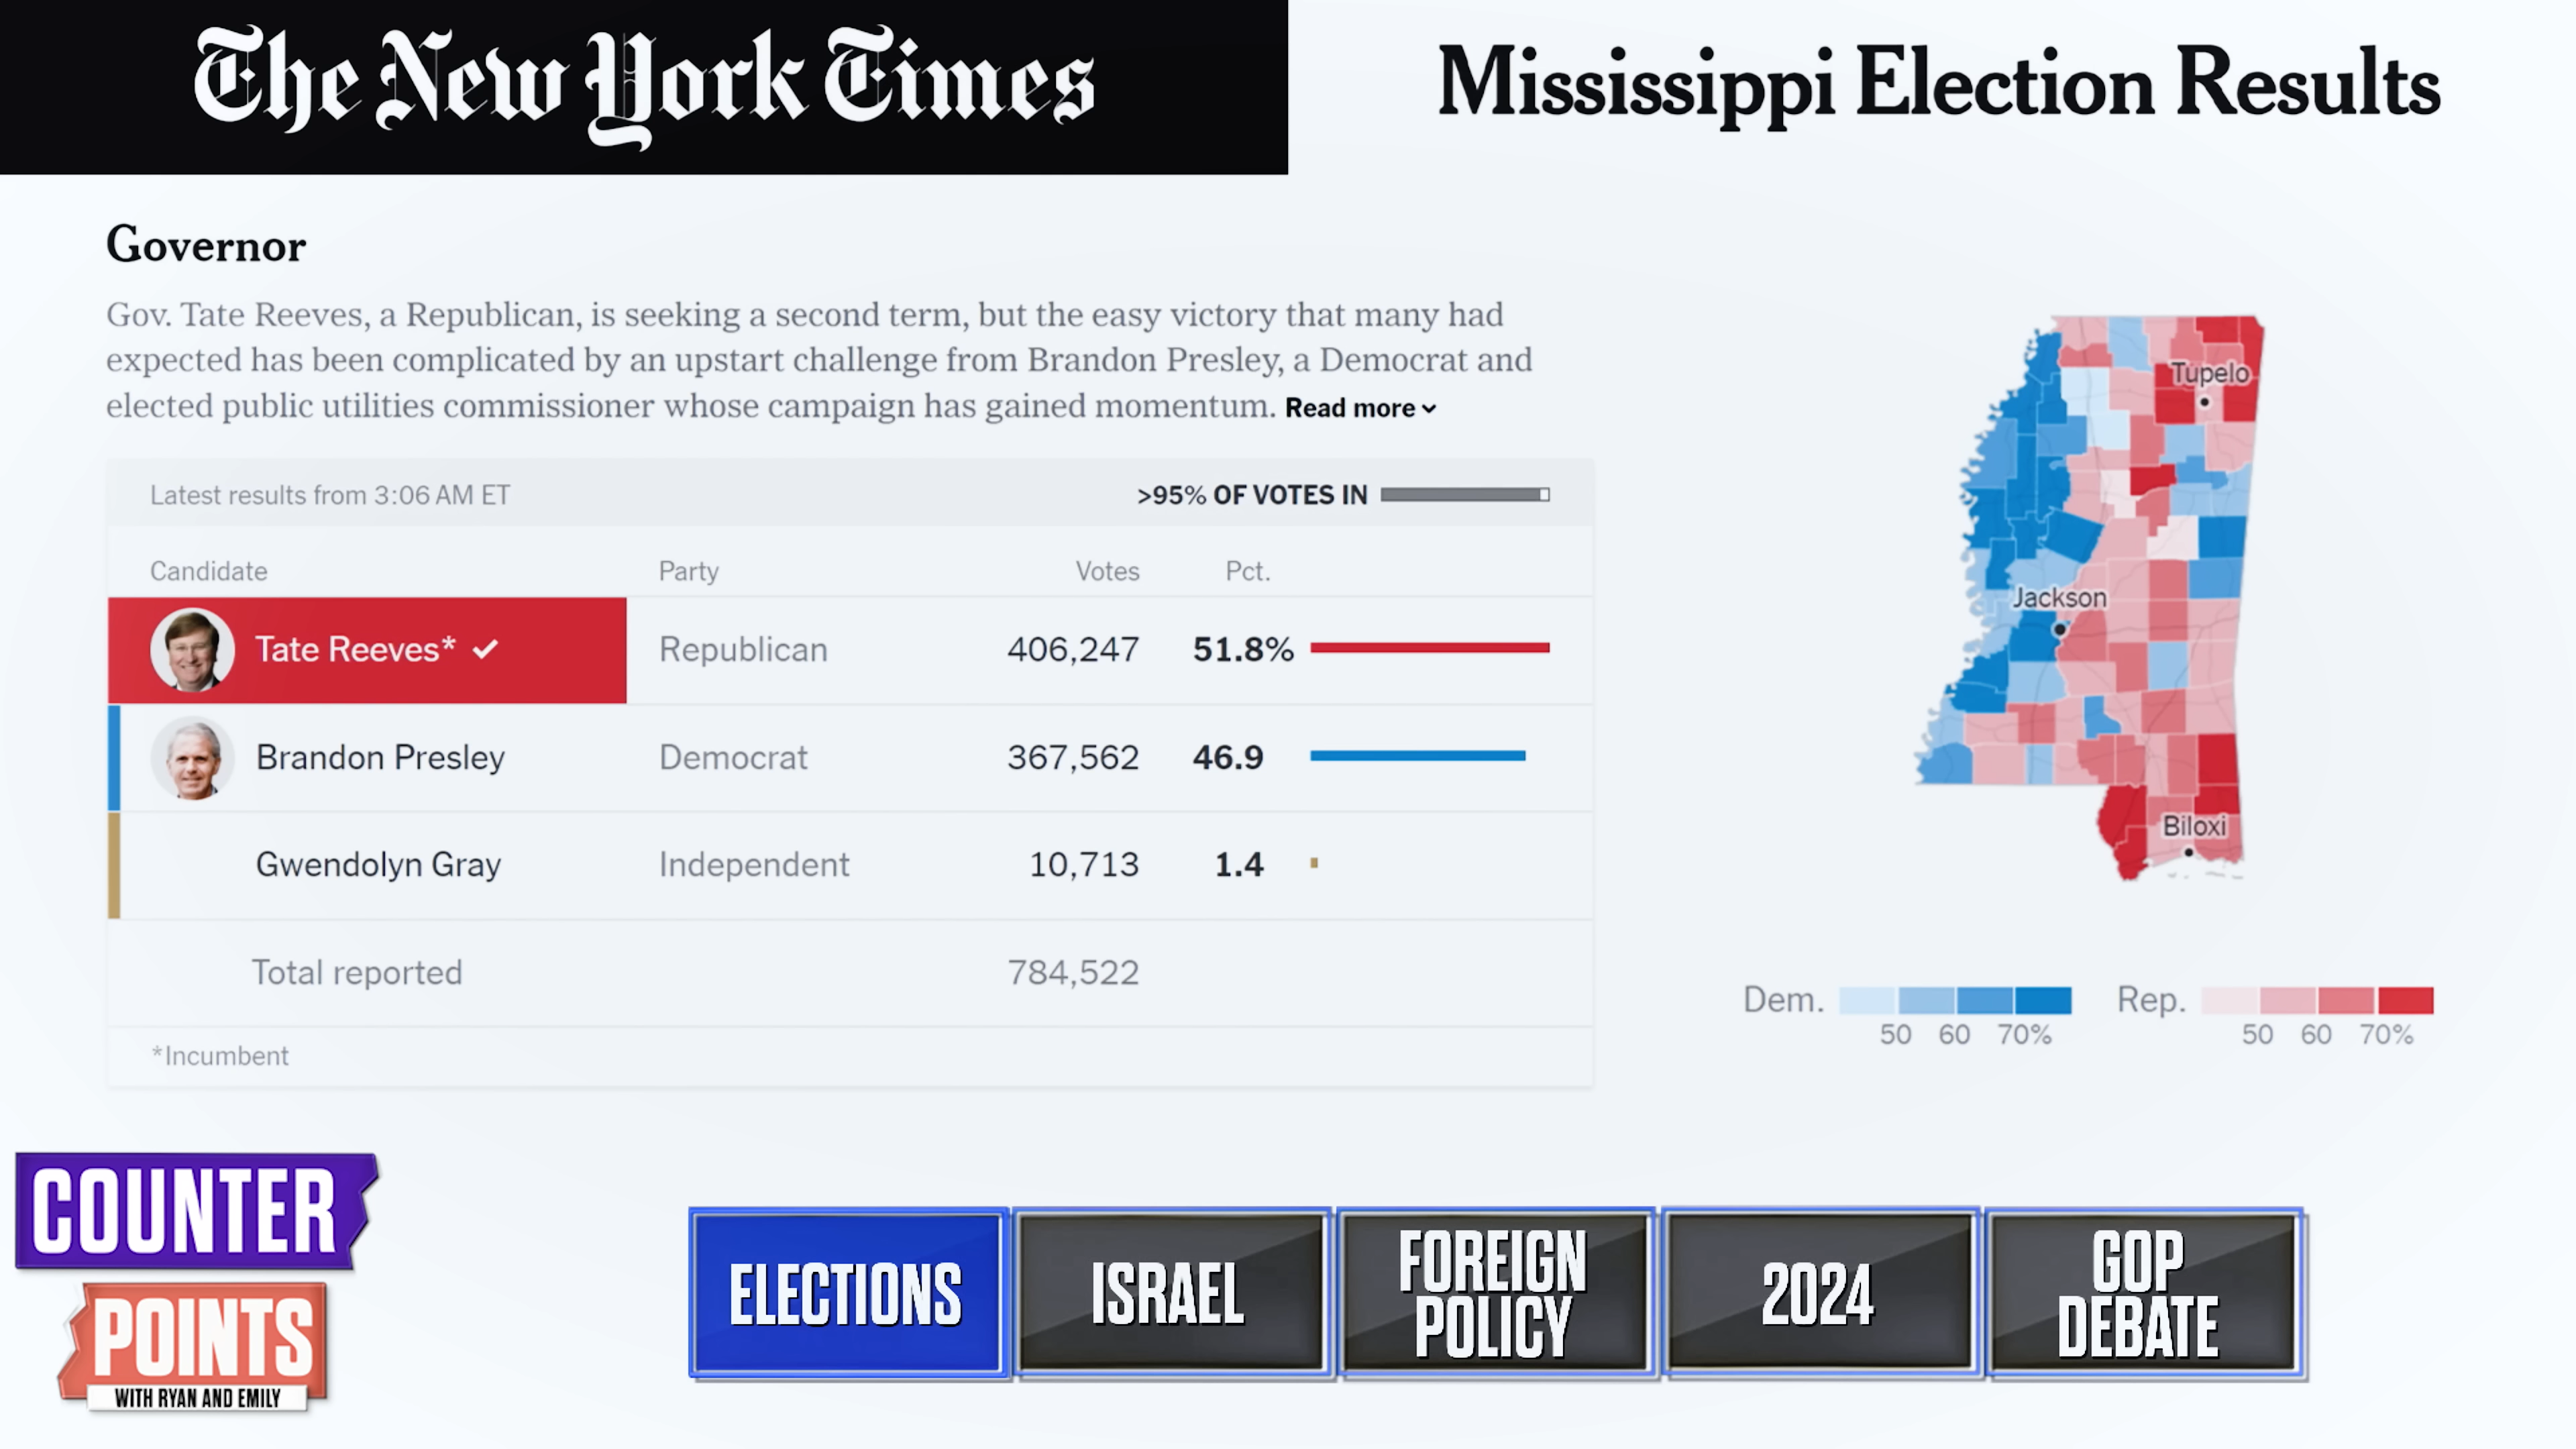 The New York Times
Mississippi Election Results
Governor
Gov. Tate Reeves, a Republican, is seeking a second term, but the easy victory that many had
expected has been complicated by an upstart challenge from Brandon Presley, a Democrat and
elected public utilities commissioner whose campaign has gained momentum. Read more
Latest results from 3:06 AM ET >95% OF VOTES IN
Candidate Party Votes Pct.
Tate Reeves* ✓ Republican 406,247 51.8%
Brandon Presley Democrat 367,562 46.9
Gwendolyn Gray Independent 10,713 1.4
Total reported 784,522
*Incumbent
Tupelo
Jackson
Biloxi
Dem. Rep.
50 60 70% 50 60 70%
COUNTER
POINTS
WITH RYAN AND EMILY
ELECTIONS
ISRAEL
FOREIGN
POLICY
2024
GOP
DEBATE